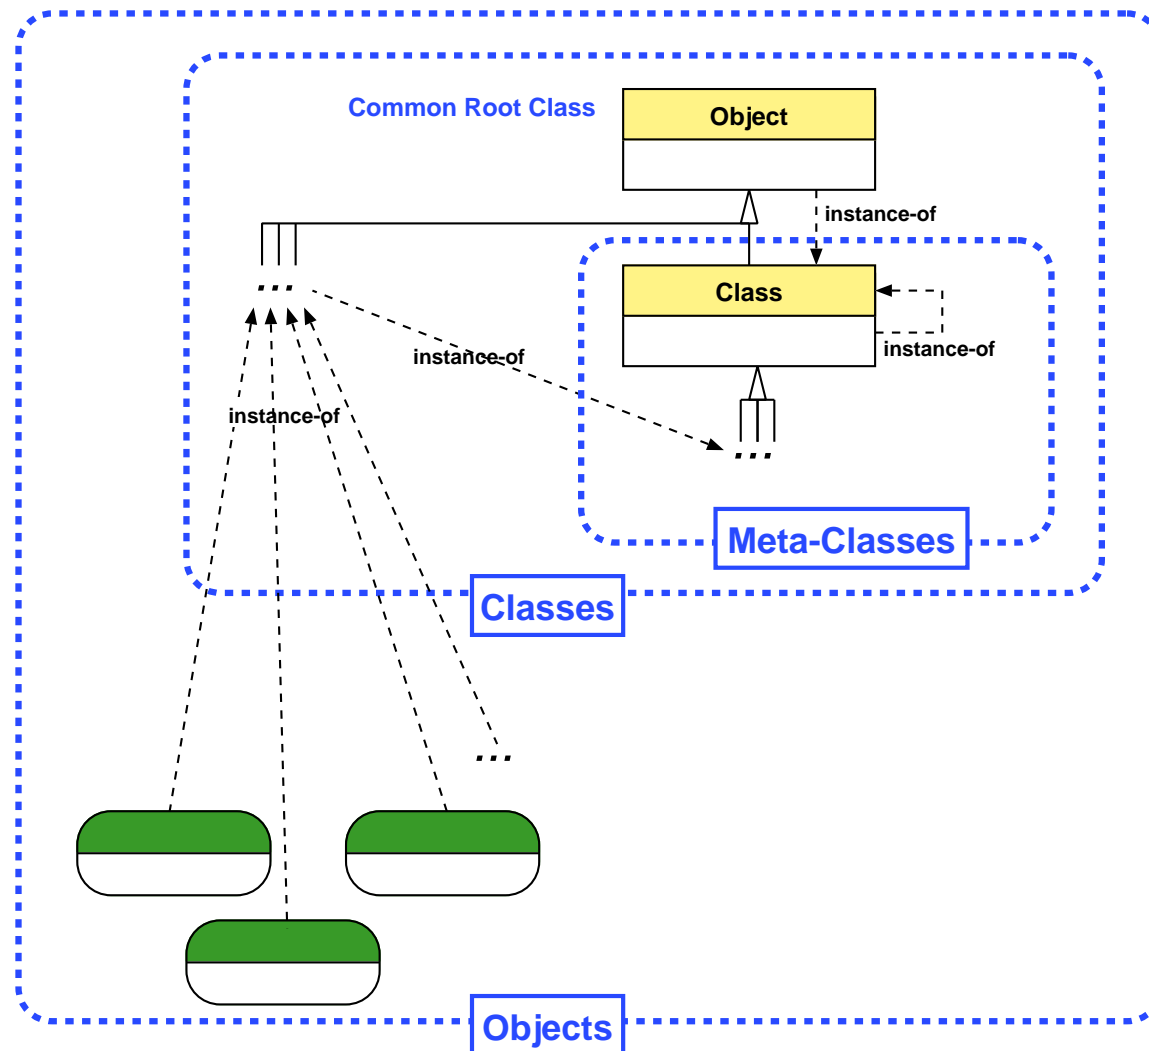 Common Root Class
Object
instance-of
Class
...
instance-of
instance-of
instance-of
...
Meta-Classes
Classes
...
Objects